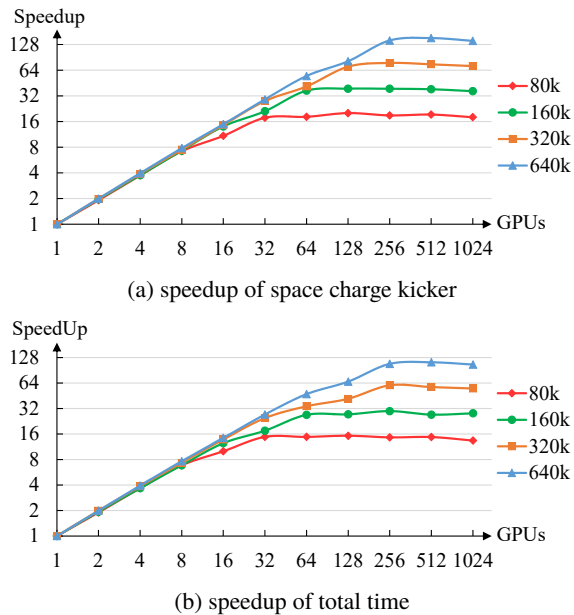 Speedup
128
64
32
16
8
4
2
1
GPUs
1 2 4 8 16 32 64 128 256 512 1024
80k
160k
320k
640k
(a) speedup of space charge kicker
SpeedUp
128
64
32
16
8
4
2
1
GPUs
1 2 4 8 16 32 64 128 256 512 1024
80k
160k
320k
640k
(b) speedup of total time